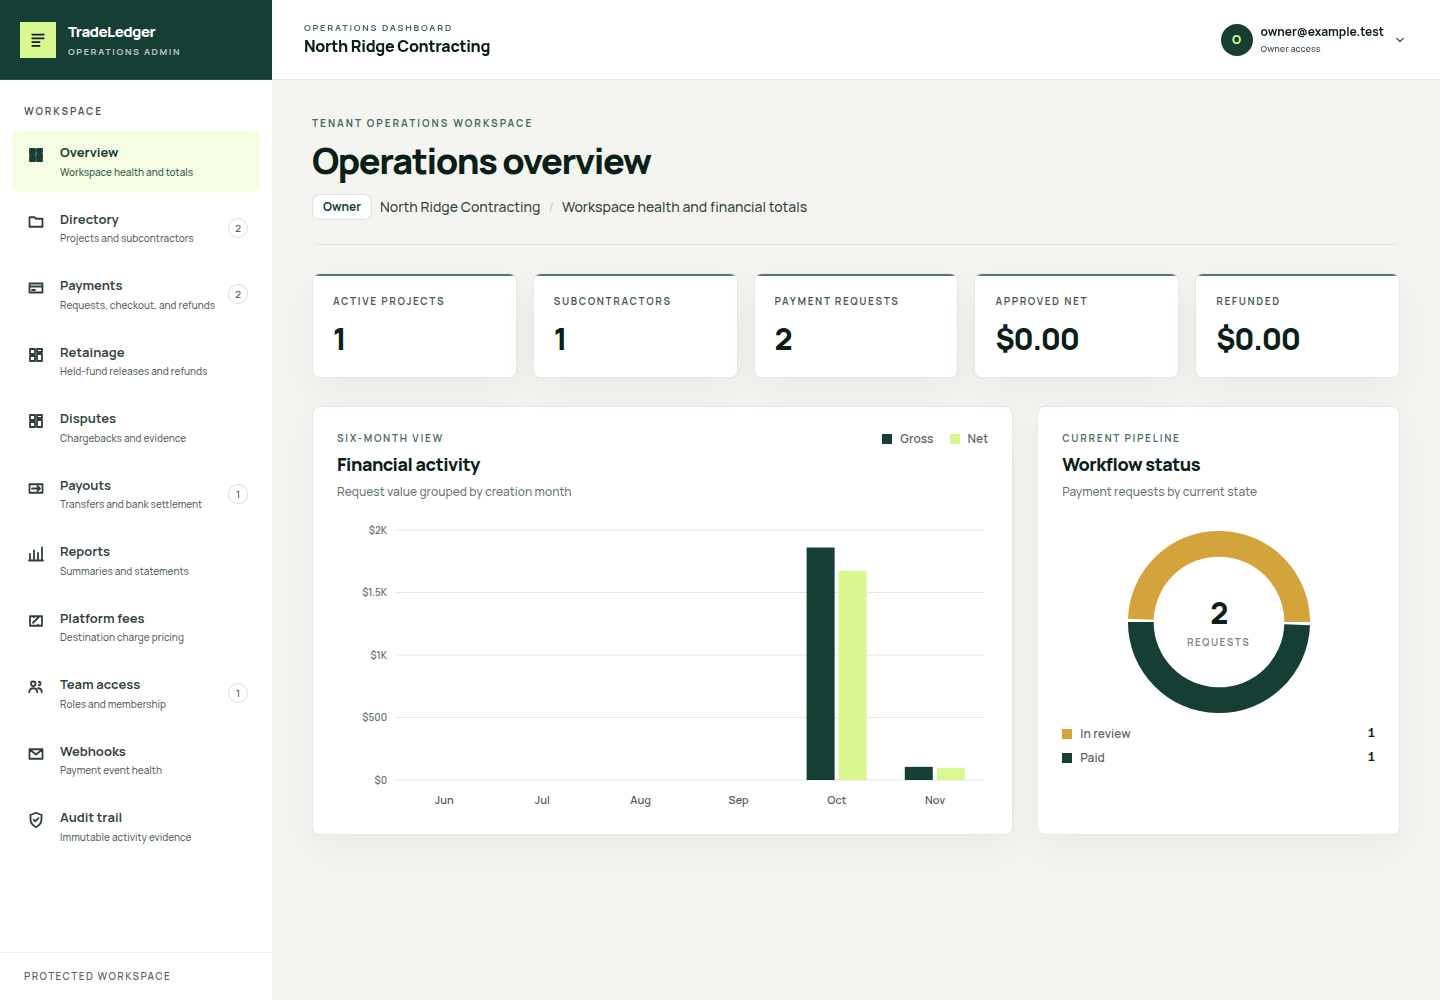 TradeLedger
OPERATIONS ADMIN
OPERATIONS DASHBOARD
North Ridge Contracting
O
owner@example.test
Owner access
WORKSPACE
Overview
Workspace health and totals
Directory
Projects and subcontractors
2
Payments
Requests, checkout, and refunds
2
Retainage
Held-fund releases and refunds
Disputes
Chargebacks and evidence
Payouts
Transfers and bank settlement
1
Reports
Summaries and statements
Platform fees
Destination charge pricing
Team access
Roles and membership
1
Webhooks
Payment event health
Audit trail
Immutable activity evidence
PROTECTED WORKSPACE
TENANT OPERATIONS WORKSPACE
Operations overview
Owner North Ridge Contracting / Workspace health and financial totals
ACTIVE PROJECTS
1
SUBCONTRACTORS
1
PAYMENT REQUESTS
2
APPROVED NET
$0.00
REFUNDED
$0.00
SIX-MONTH VIEW
Financial activity
Request value grouped by creation month
Gross Net
$2K
$1.5K
$1K
$500
$0
Jun Jul Aug Sep Oct Nov
CURRENT PIPELINE
Workflow status
Payment requests by current state
2
REQUESTS
In review 1
Paid 1